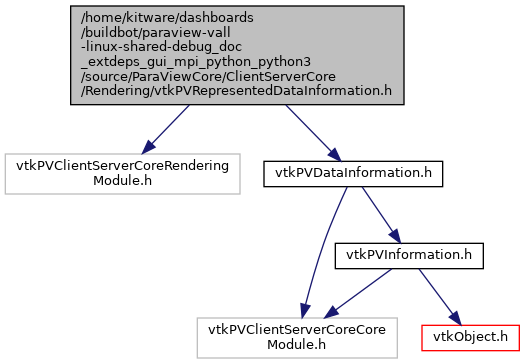 /home/kitware/dashboards
/buildbot/paraview-vall
-linux-shared-debug_doc
_extdeps_gui_mpi_python_python3
/source/ParaViewCore/ClientServerCore
/Rendering/vtkPVRepresentedDataInformation.h
vtkPVClientServerCoreRendering
Module.h
vtkPVDataInformation.h
vtkPVInformation.h
vtkPVClientServerCoreCore
Module.h
vtkObject.h